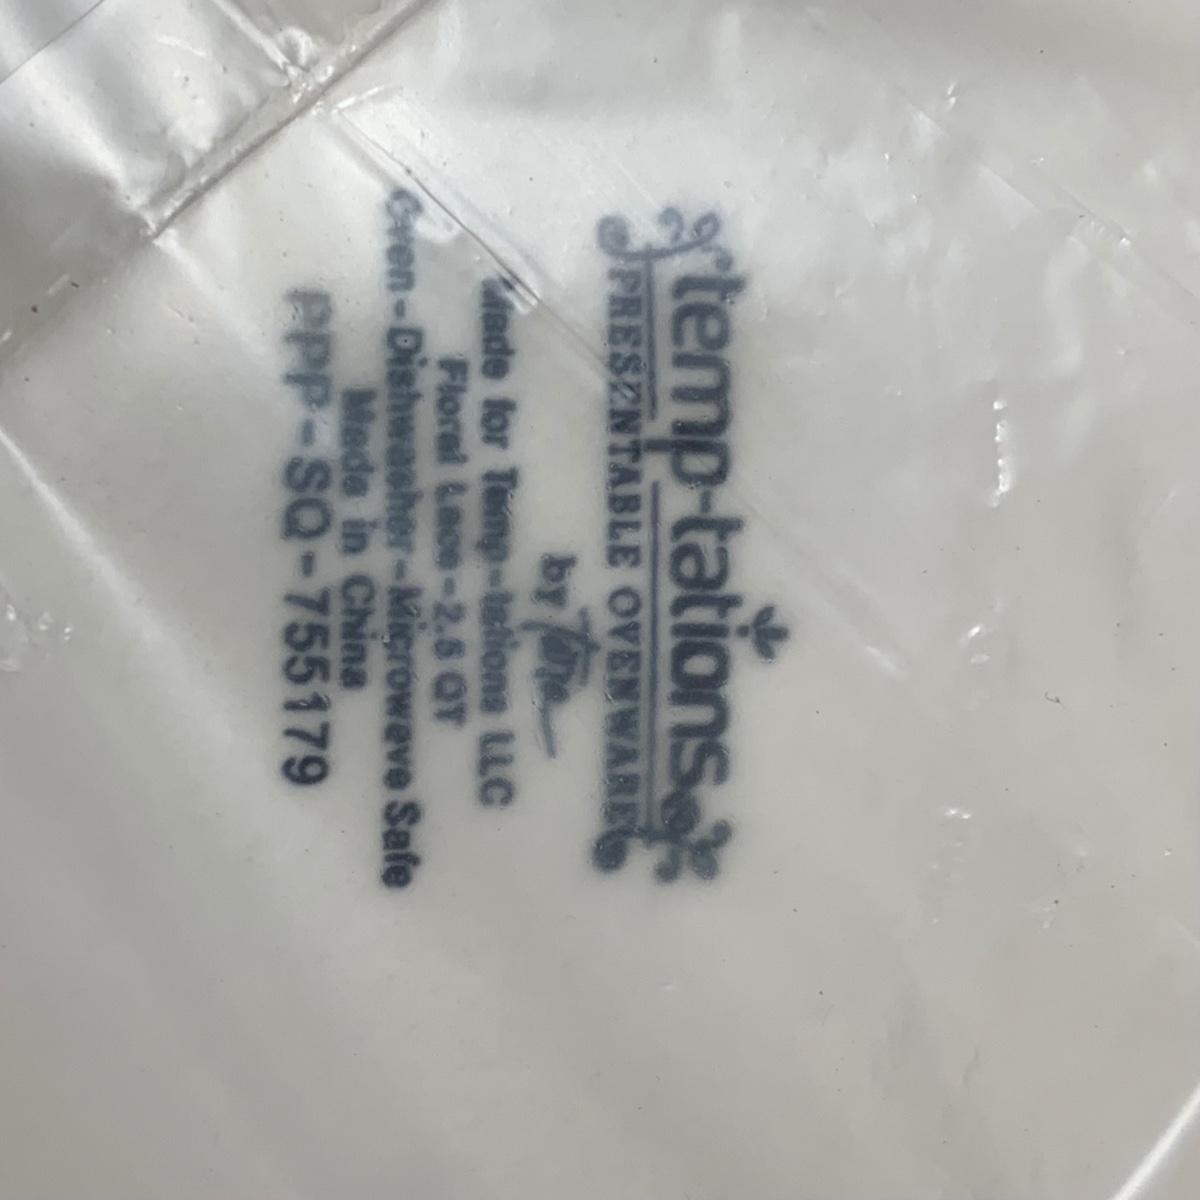 temp-tations
PRESENTABLE OVENWARE
by Tara
Made for Temp-tations LLC
Floral Lace - 2.5 QT
Oven - Dishwasher - Microwave Safe
Made in China
PPP - SQ - 755179